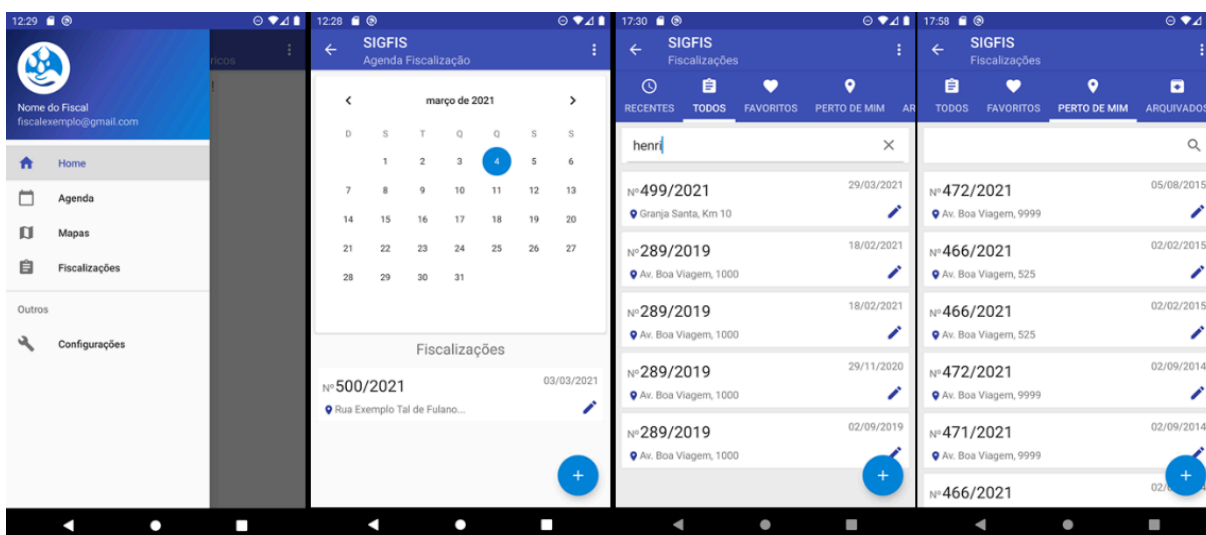 12:29
ricos
Nome do Fiscal
fiscalexemplo@gmail.com
Home
Agenda
Mapas
Fiscalizações
Outros
Configurações
12:28
SIGFIS
Agenda Fiscalização
março de 2021
D S T Q Q S S
1 2 3 4 5 6
7 8 9 10 11 12 13
14 15 16 17 18 19 20
21 22 23 24 25 26 27
28 29 30 31
Fiscalizações
Nº500/2021 03/03/2021
Rua Exemplo Tal de Fulano...
+
17:30
SIGFIS
Fiscalizações
RECENTES TODOS FAVORITOS PERTO DE MIM AR
henri
Nº499/2021 29/03/2021
Granja Santa, Km 10
Nº289/2019 18/02/2021
Av. Boa Viagem, 1000
Nº289/2019 18/02/2021
Av. Boa Viagem, 1000
Nº289/2019 29/11/2020
Av. Boa Viagem, 1000
Nº289/2019 02/09/2019
Av. Boa Viagem, 1000
+
17:58
SIGFIS
Fiscalizações
TODOS FAVORITOS PERTO DE MIM ARQUIVADOS
Nº472/2021 05/08/2015
Av. Boa Viagem, 9999
Nº466/2021 02/02/2015
Av. Boa Viagem, 525
Nº466/2021 02/02/2015
Av. Boa Viagem, 525
Nº472/2021 02/09/2014
Av. Boa Viagem, 9999
Nº471/2021 02/09/2014
Av. Boa Viagem, 9999
+
Nº466/2021